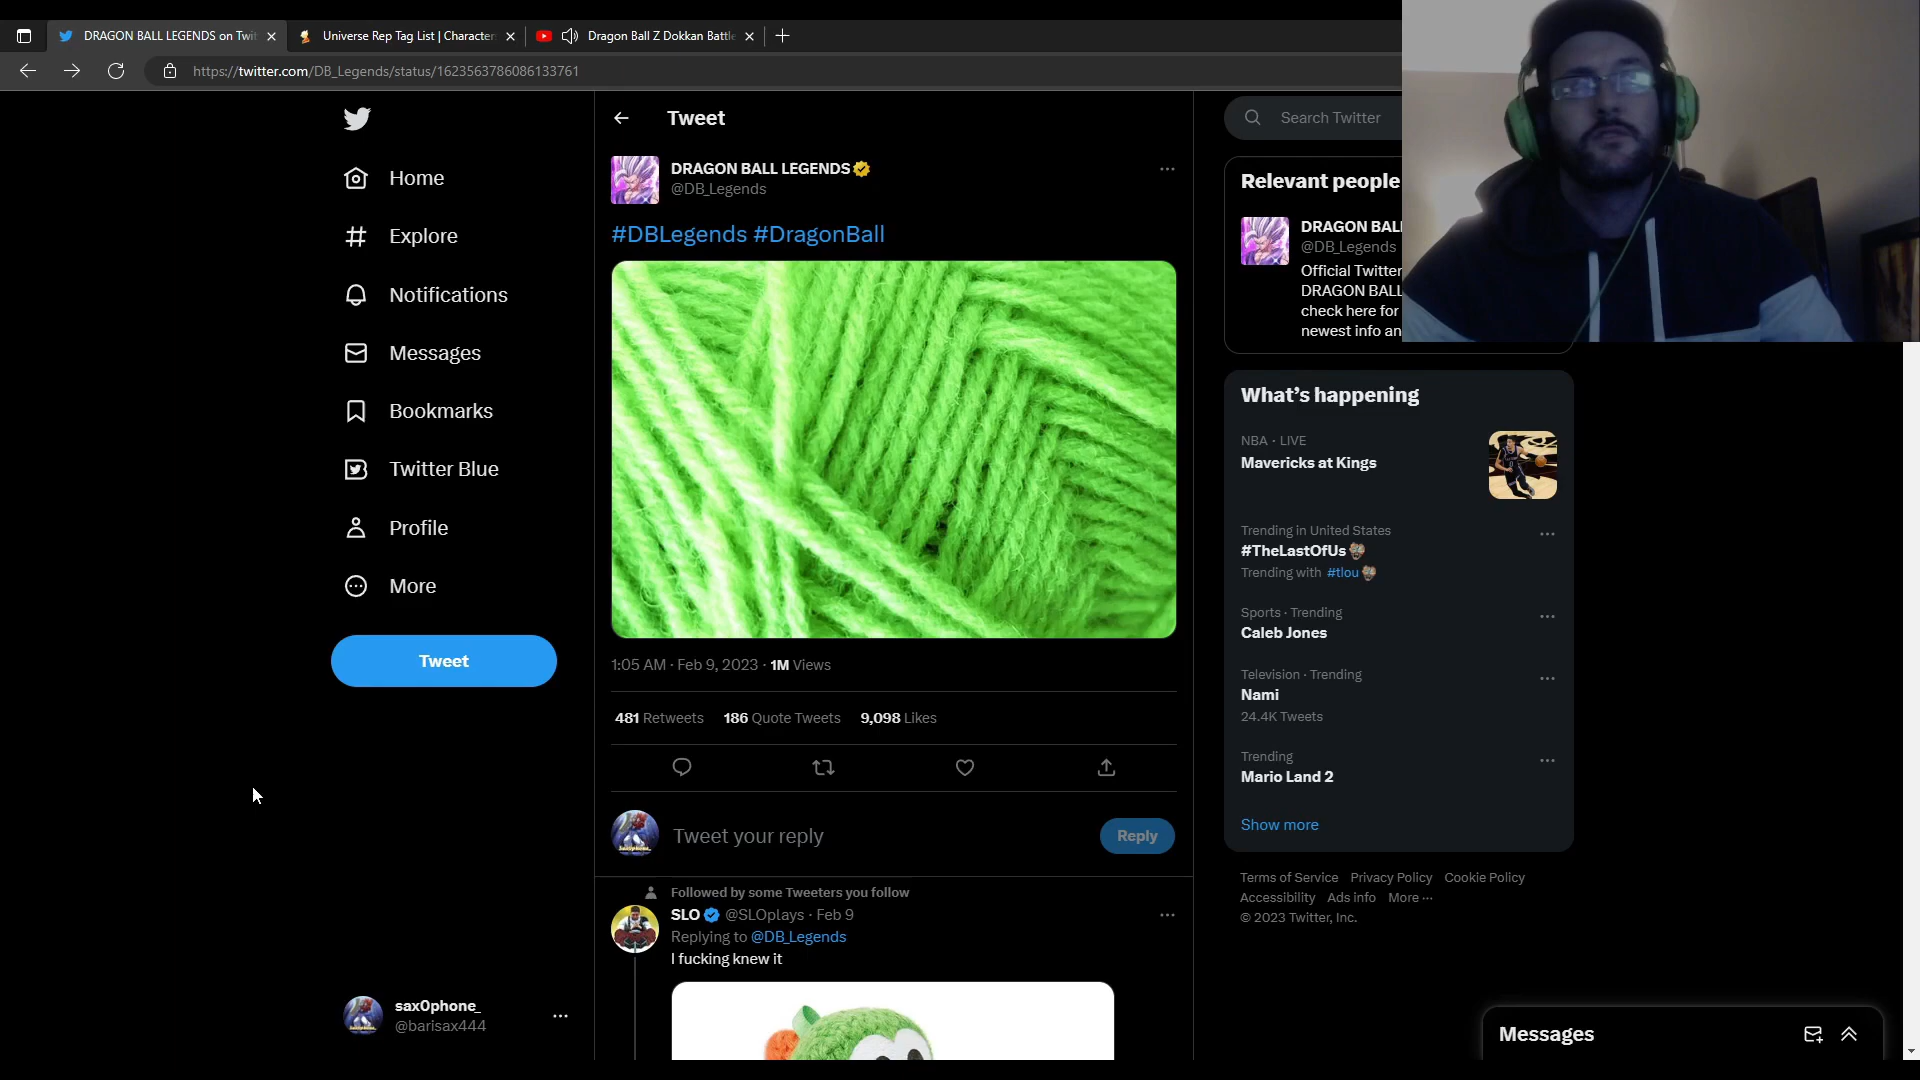 DRAGON BALL LEGENDS on Twit
Universe Rep Tag List | Character
Dragon Ball Z Dokkan Battle
https://twitter.com/DB_Legends/status/1623563786086133761
Home
Explore
Notifications
Messages
Bookmarks
Twitter Blue
Profile
More
Tweet
sax0phone_
@barisax444
Tweet
DRAGON BALL LEGENDS
@DB_Legends
#DBLegends #DragonBall
1:05 AM · Feb 9, 2023 · 1M Views
481 Retweets 186 Quote Tweets 9,098 Likes
Tweet your reply
Reply
Followed by some Tweeters you follow
SLO @SLOplays · Feb 9
Replying to @DB_Legends
I fucking knew it
Search Twitter
Relevant people
DRAGON BALL
@DB_Legends
Official Twitter
DRAGON BALL
check here for
newest info an
What's happening
NBA · LIVE
Mavericks at Kings
Trending in United States
#TheLastOfUs
Trending with #tlou
Sports · Trending
Caleb Jones
Television · Trending
Nami
24.4K Tweets
Trending
Mario Land 2
Show more
Terms of Service Privacy Policy Cookie Policy
Accessibility Ads info More ···
© 2023 Twitter, Inc.
Messages